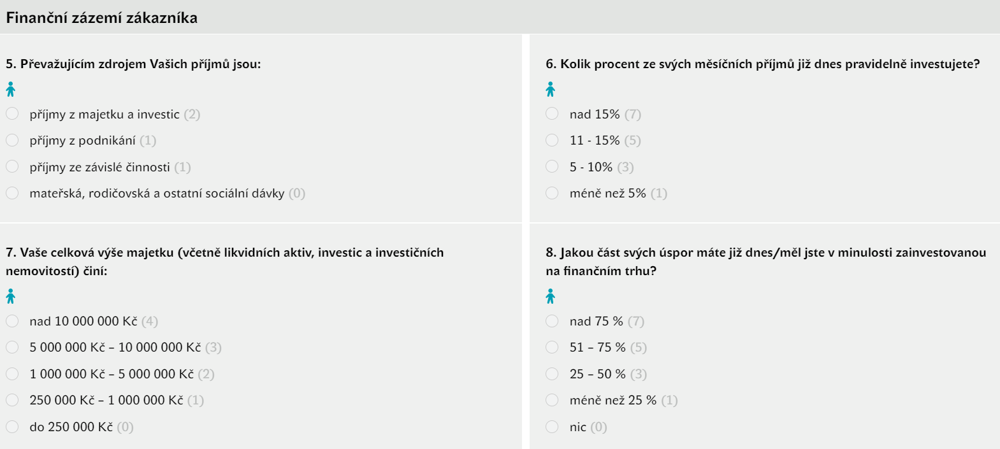 Finanční zázemí zákazníka
5. Převažujícím zdrojem Vašich příjmů jsou:
příjmy z majetku a investic (2)
příjmy z podnikání (1)
příjmy ze závislé činnosti (1)
mateřská, rodičovská a ostatní sociální dávky (0)
6. Kolik procent ze svých měsíčních příjmů již dnes pravidelně investujete?
nad 15% (7)
11 - 15% (5)
5 - 10% (3)
méně než 5% (1)
7. Vaše celková výše majetku (včetně likvidních aktiv, investic a investičních
nemovitostí) činí:
nad 10 000 000 Kč (4)
5 000 000 Kč – 10 000 000 Kč (3)
1 000 000 Kč – 5 000 000 Kč (2)
250 000 Kč – 1 000 000 Kč (1)
do 250 000 Kč (0)
8. Jakou část svých úspor máte již dnes/měl jste v minulosti zainvestovanou
na finančním trhu?
nad 75 % (7)
51 – 75 % (5)
25 – 50 % (3)
méně než 25 % (1)
nic (0)